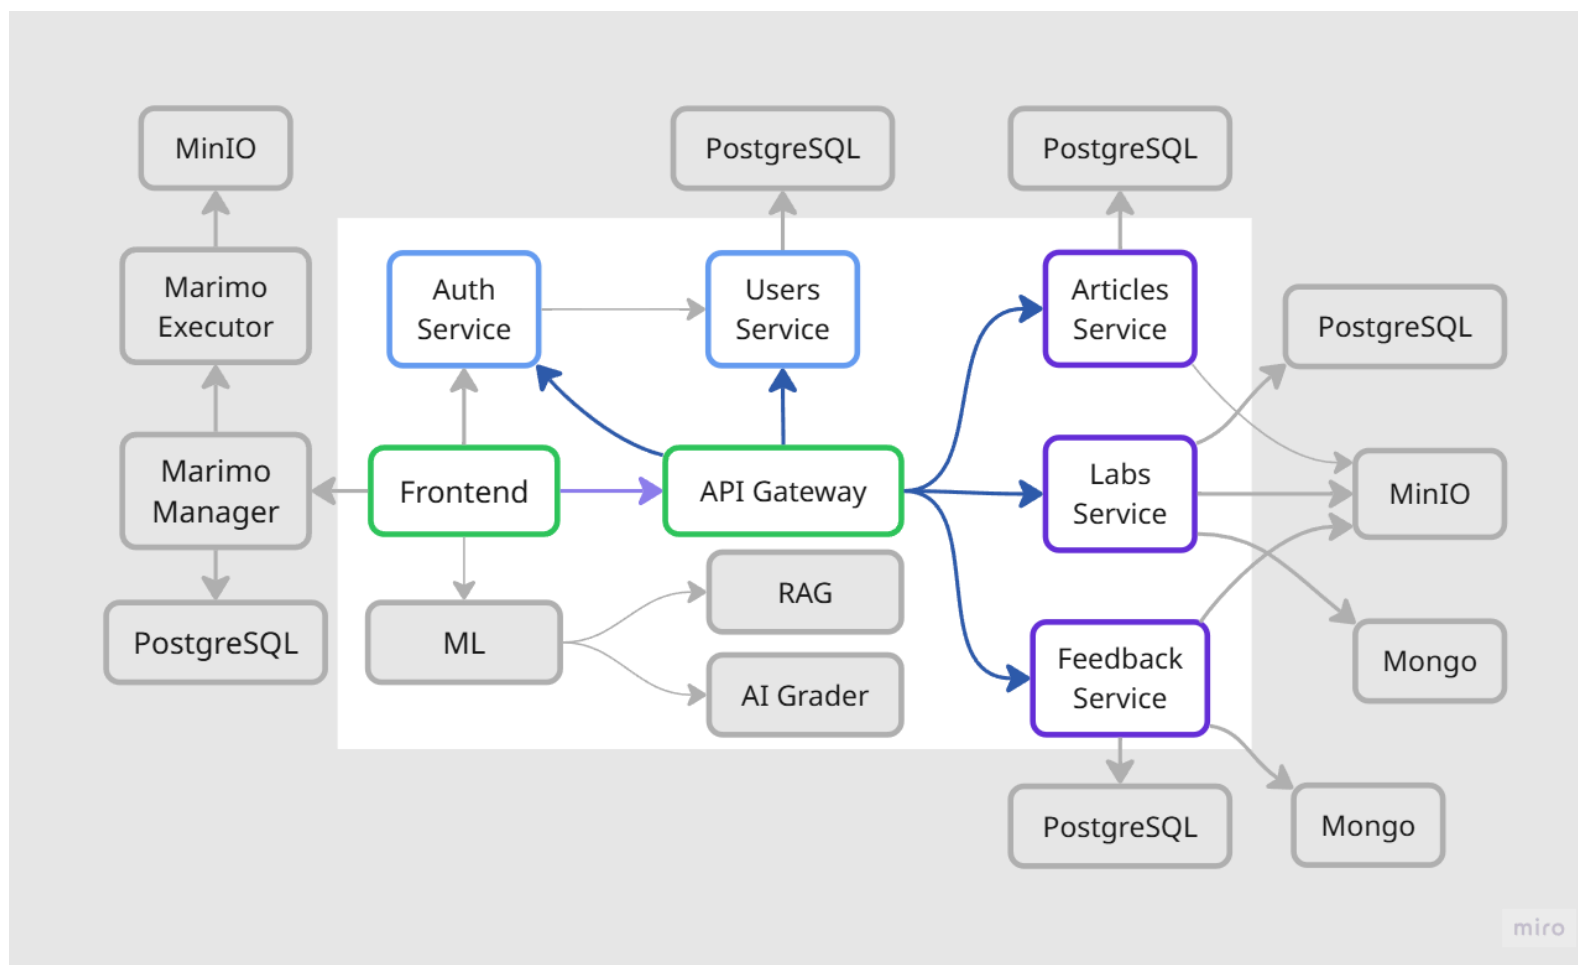 MinIO
PostgreSQL
PostgreSQL
Marimo
Executor
Auth
Service
Users
Service
Articles
Service
PostgreSQL
Marimo
Manager
Frontend
API Gateway
Labs
Service
MinIO
PostgreSQL
ML
RAG
AI Grader
Feedback
Service
Mongo
PostgreSQL
Mongo
miro